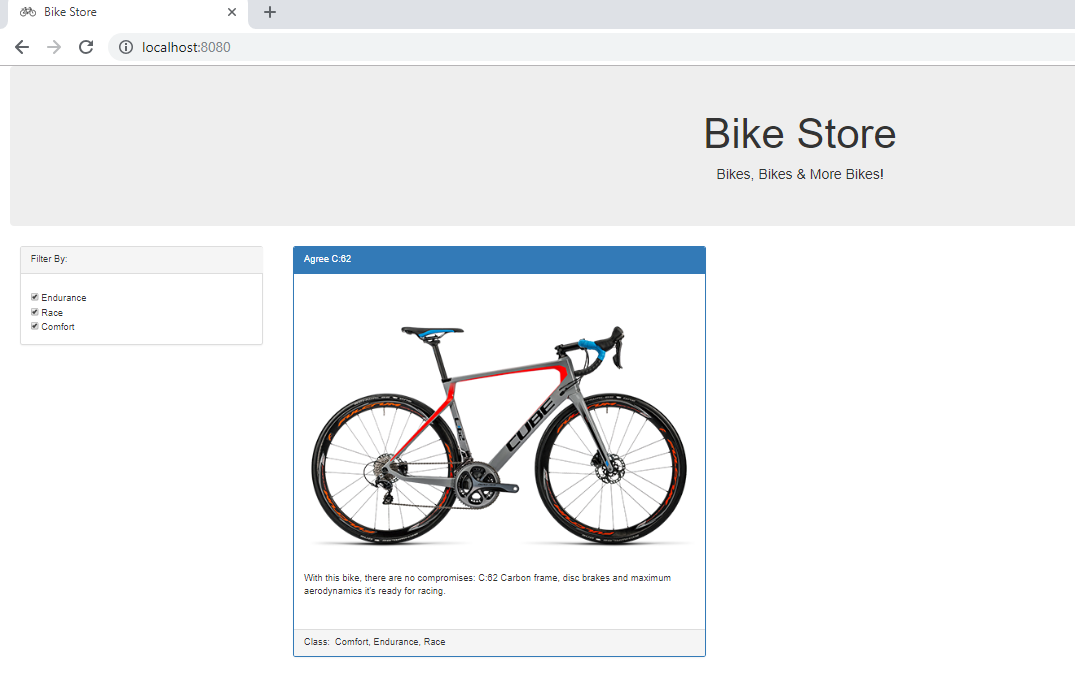 Bike Store
localhost:8080
Bike Store
Bikes, Bikes & More Bikes!
Filter By:
Endurance
Race
Comfort
Agree C:62
CUBE
With this bike, there are no compromises: C:62 Carbon frame, disc brakes and maximum
aerodynamics it's ready for racing.
Class: Comfort, Endurance, Race